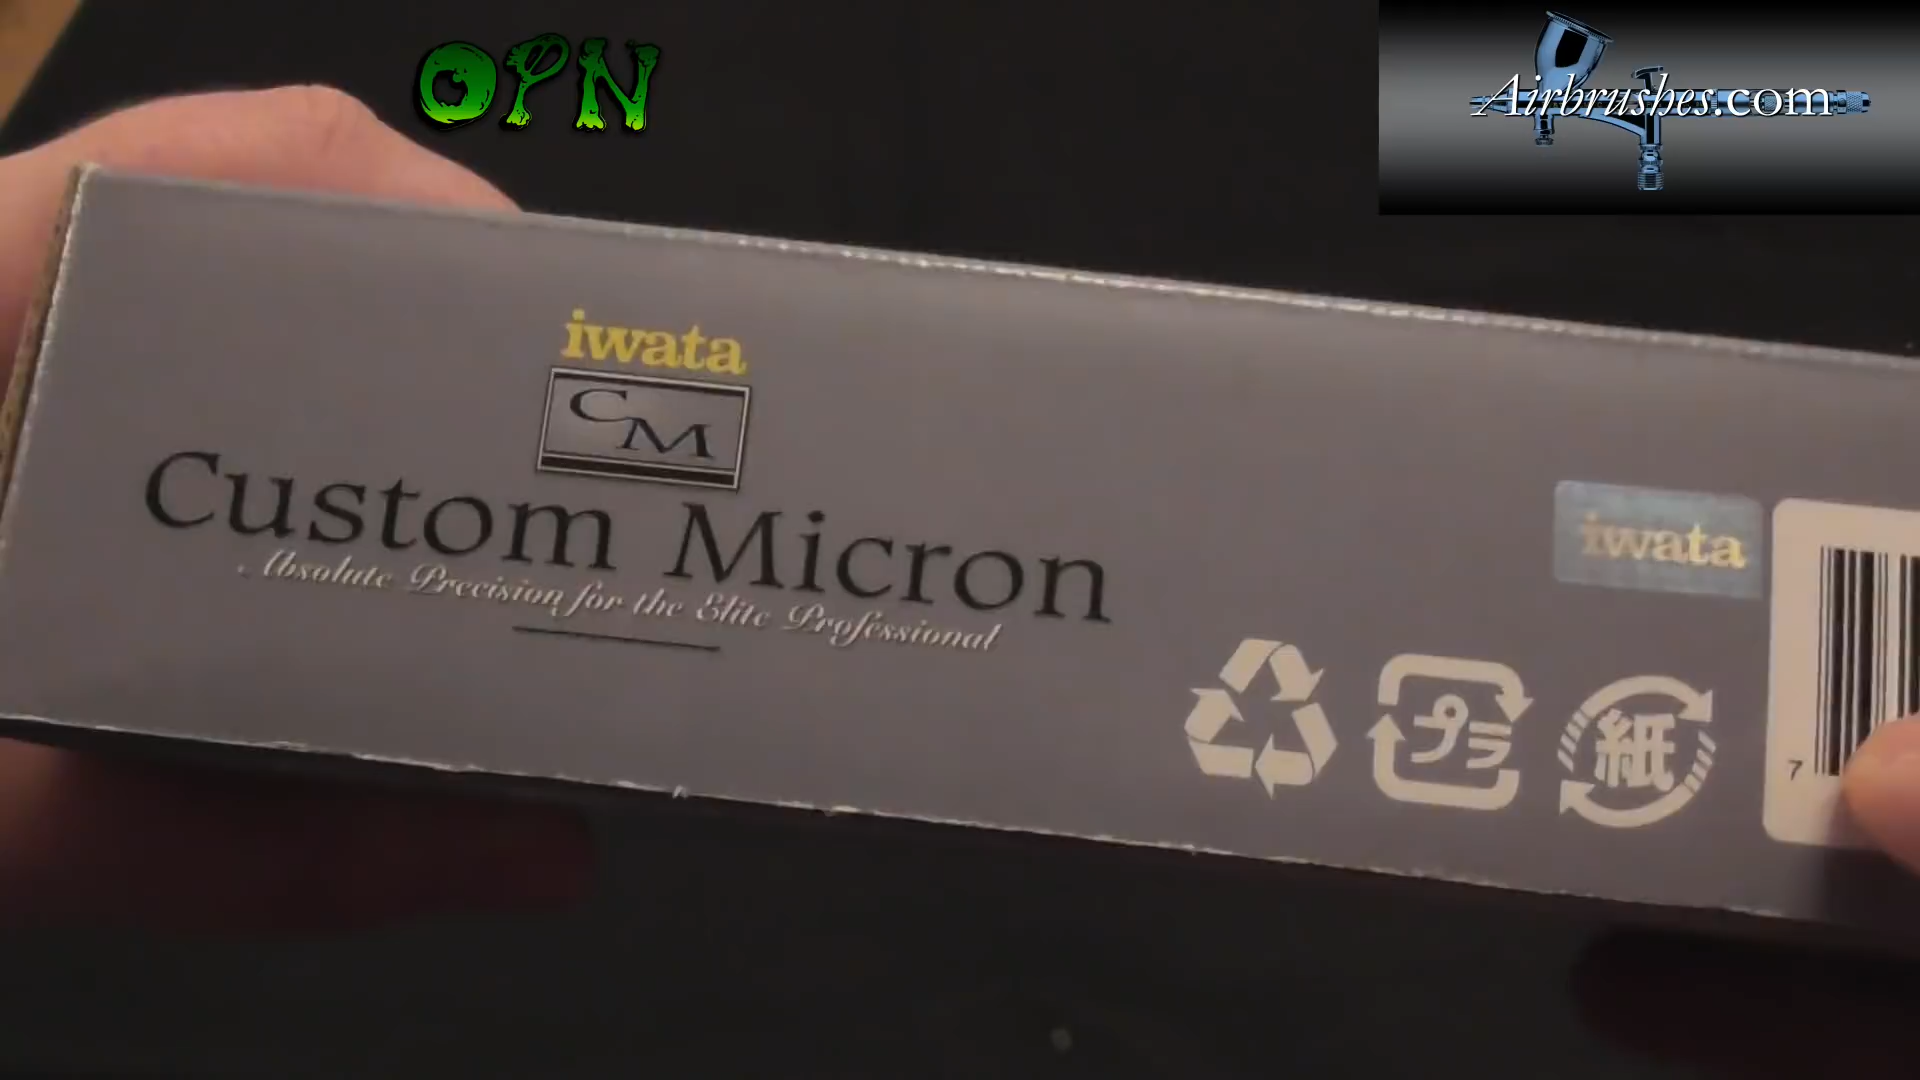 OPN
Airbrushes.com
iwata
CM
Custom Micron
Absolute Precision for the Elite Professional
iwata
プラ
紙
7